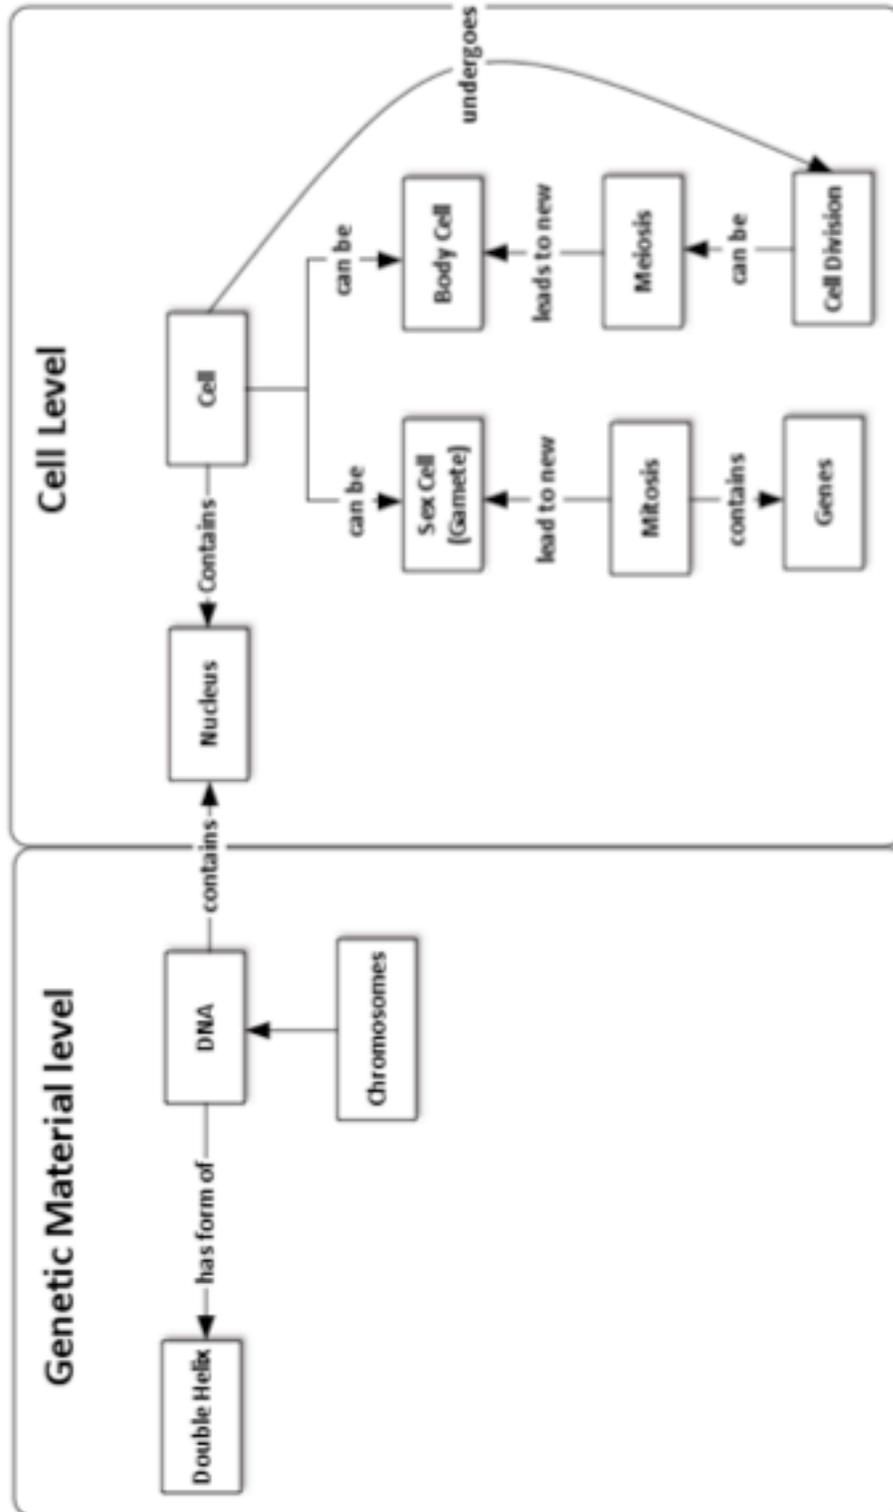 Genetic Material level
Cell Level
Double Helix
has form of
DNA
contains
Nucleus
Contains
Cell
undergoes
Chromosomes
can be
can be
Sex Cell
(Gamete)
Body Cell
lead to new
leads to new
Mitosis
Meiosis
contains
can be
Genes
Cell Division